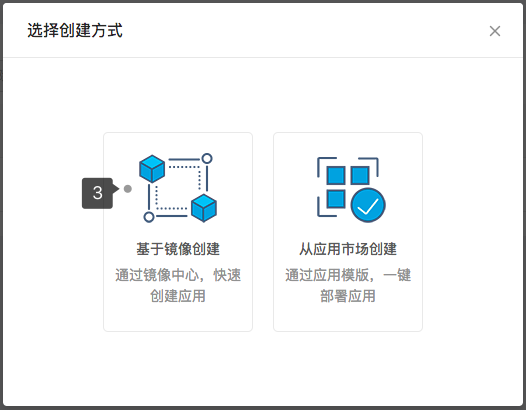 选择创建方式
3
基于镜像创建
通过镜像中心，快速
创建应用
从应用市场创建
通过应用模版，一键
部署应用